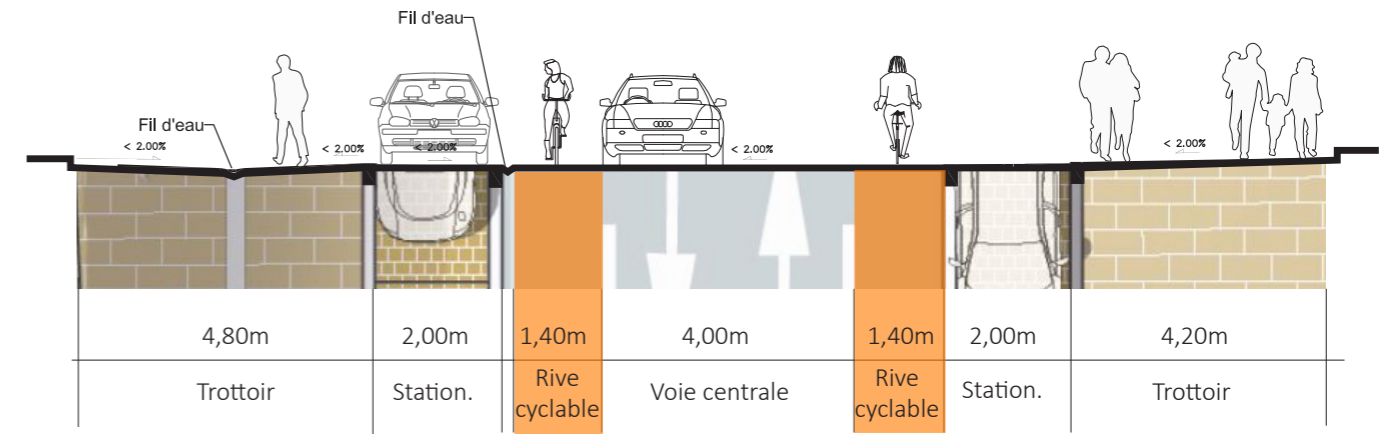 Fil d'eau
Fil d'eau
< 2.00%
< 2.00%
< 2.00%
< 2.00%
< 2.00%
4,80m
2,00m
1,40m
4,00m
1,40m
2,00m
4,20m
Trottoir
Station.
Rive
cyclable
Voie centrale
Rive
cyclable
Station.
Trottoir